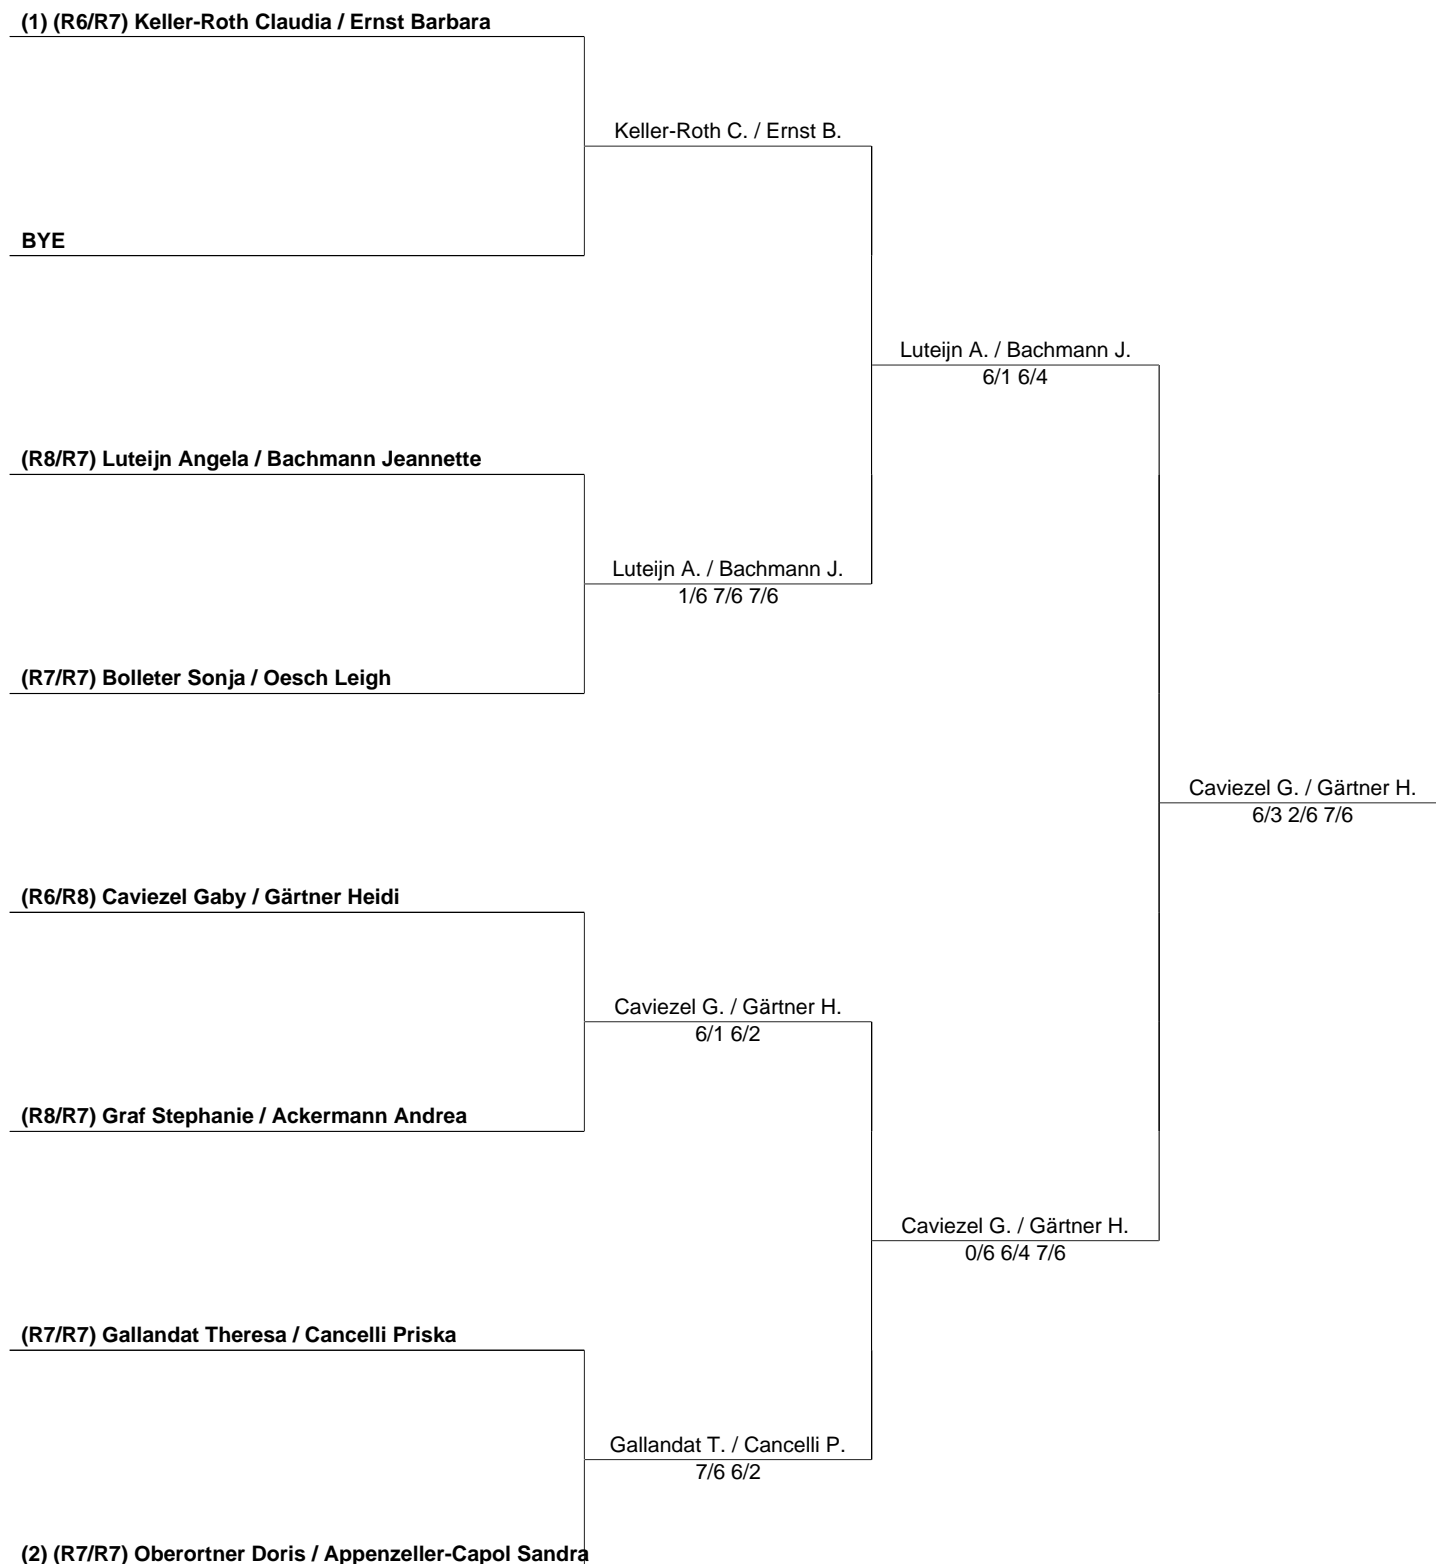 (1) (R6/R7) Keller-Roth Claudia / Ernst Barbara
Keller-Roth C. / Ernst B.
BYE
Luteijn A. / Bachmann J.
6/1 6/4
(R8/R7) Luteijn Angela / Bachmann Jeannette
Luteijn A. / Bachmann J.
1/6 7/6 7/6
(R7/R7) Bolleter Sonja / Oesch Leigh
Caviezel G. / Gärtner H.
6/3 2/6 7/6
(R6/R8) Caviezel Gaby / Gärtner Heidi
Caviezel G. / Gärtner H.
6/1 6/2
(R8/R7) Graf Stephanie / Ackermann Andrea
Caviezel G. / Gärtner H.
0/6 6/4 7/6
(R7/R7) Gallandat Theresa / Cancelli Priska
Gallandat T. / Cancelli P.
7/6 6/2
(2) (R7/R7) Oberortner Doris / Appenzeller-Capol Sandra